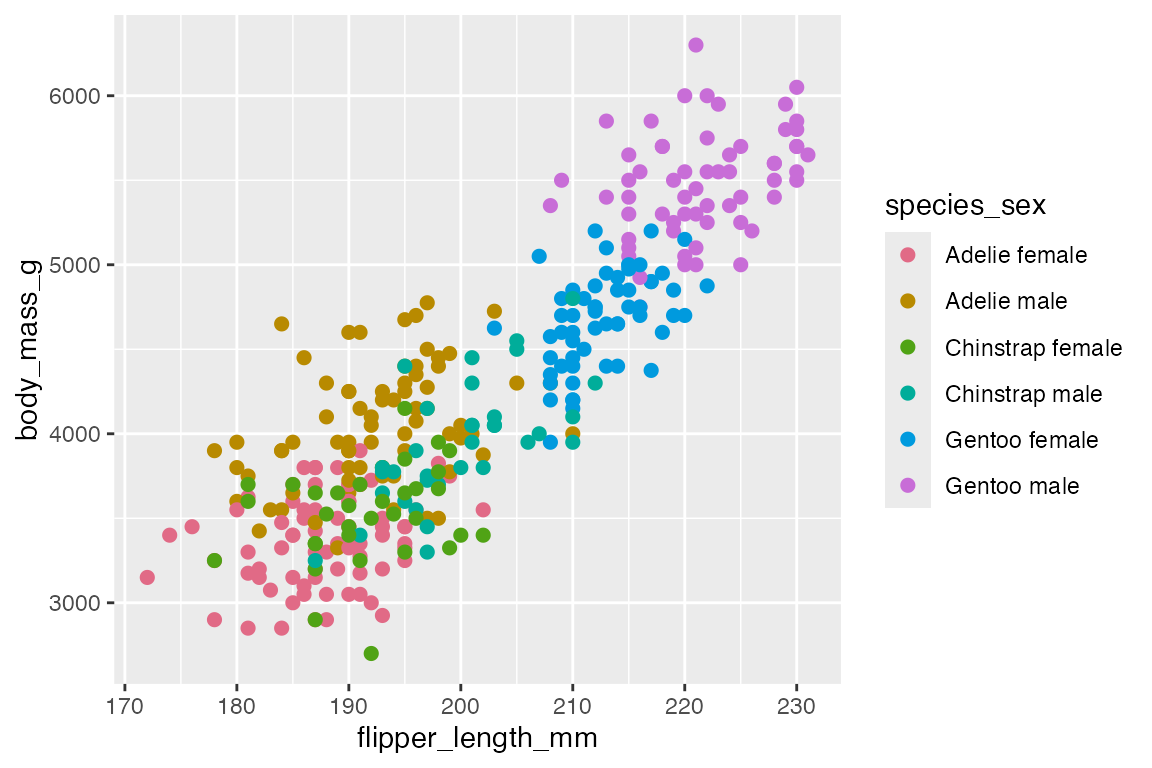 body_mass_g
6000
5000
4000
3000
170 180 190 200 210 220 230
flipper_length_mm
species_sex
Adelie female
Adelie male
Chinstrap female
Chinstrap male
Gentoo female
Gentoo male